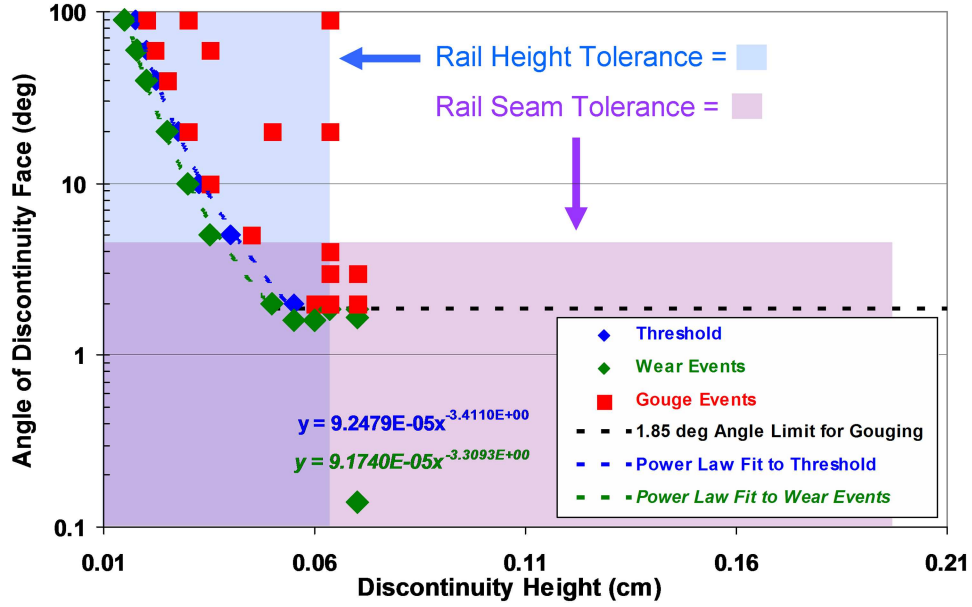 Angle of Discontinuity Face (deg)
100
10
1
0.1
Rail Height Tolerance =
Rail Seam Tolerance =
y = 9.2479E-05x^-3.4110E+00
y = 9.1740E-05x^-3.3093E+00
Threshold
Wear Events
Gouge Events
1.85 deg Angle Limit for Gouging
Power Law Fit to Threshold
Power Law Fit to Wear Events
0.01 0.06 0.11 0.16 0.21
Discontinuity Height (cm)